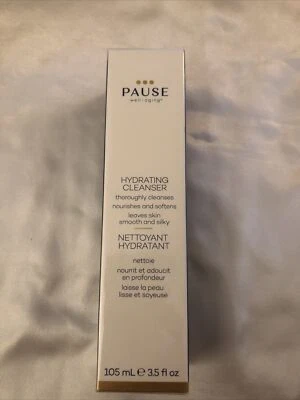 PAUSE
well-aging®
HYDRATING
CLEANSER
thoroughly cleanses
nourishes and softens
leaves skin
smooth and silky
NETTOYANT
HYDRATANT
nettoie
nourrit et adoucit
en profondeur
laisse la peau
lisse et soyeuse
105 mL ℮ 3.5 fl oz